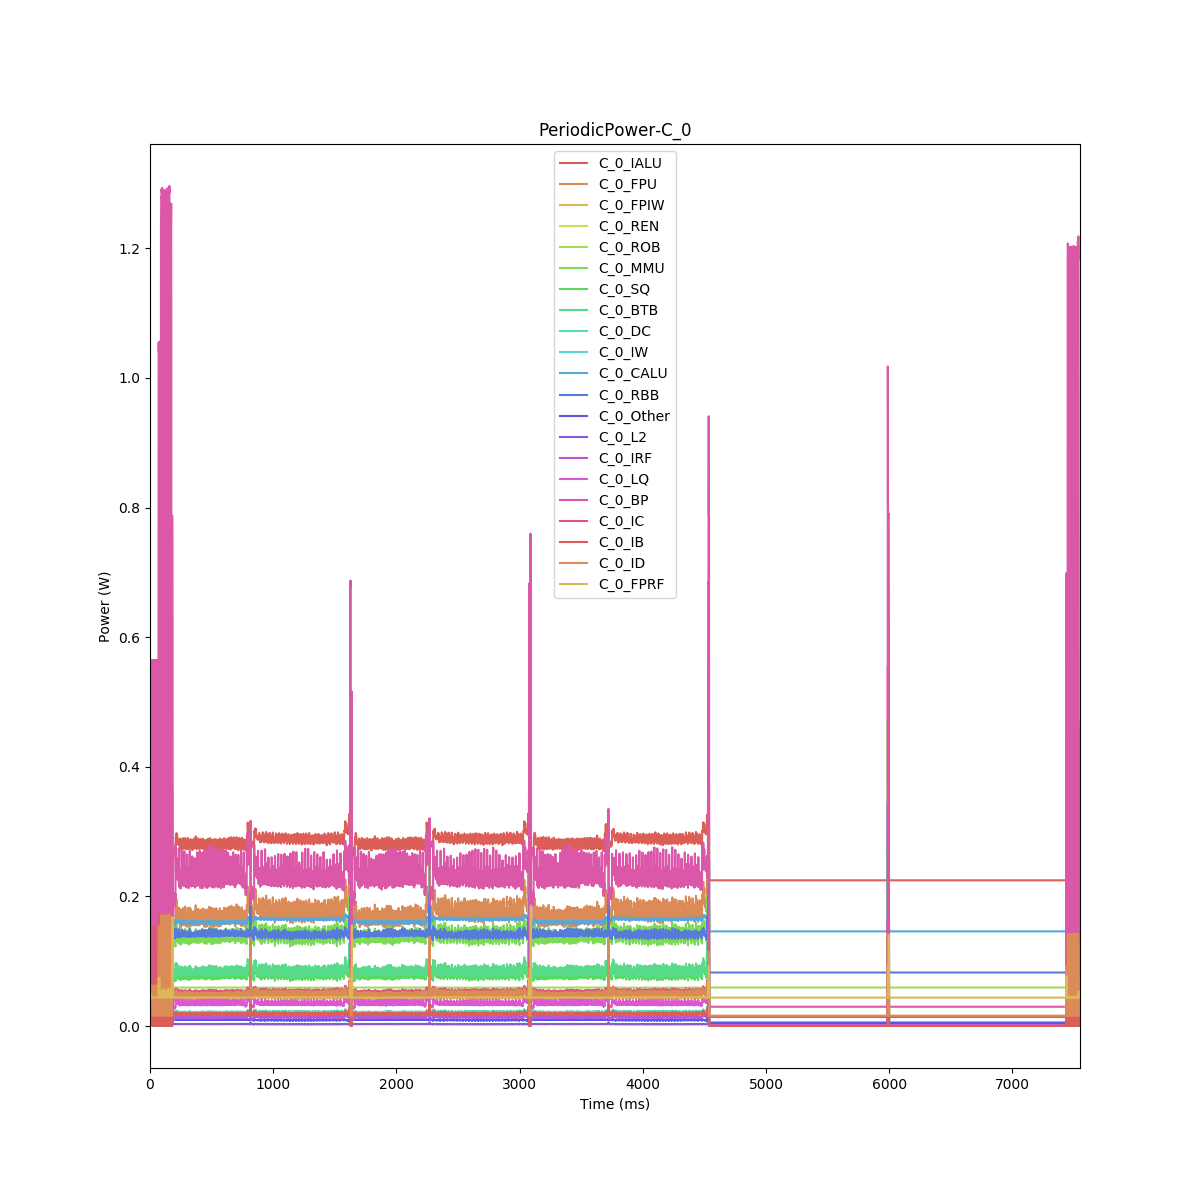 PeriodicPower-C_0
C_0_IALU
C_0_FPU
C_0_FPIW
C_0_REN
C_0_ROB
C_0_MMU
C_0_SQ
C_0_BTB
C_0_DC
C_0_IW
C_0_CALU
C_0_RBB
C_0_Other
C_0_L2
C_0_IRF
C_0_LQ
C_0_BP
C_0_IC
C_0_IB
C_0_ID
C_0_FPRF
Power (W)
1.2
1.0
0.8
0.6
0.4
0.2
0.0
0 1000 2000 3000 4000 5000 6000 7000
Time (ms)